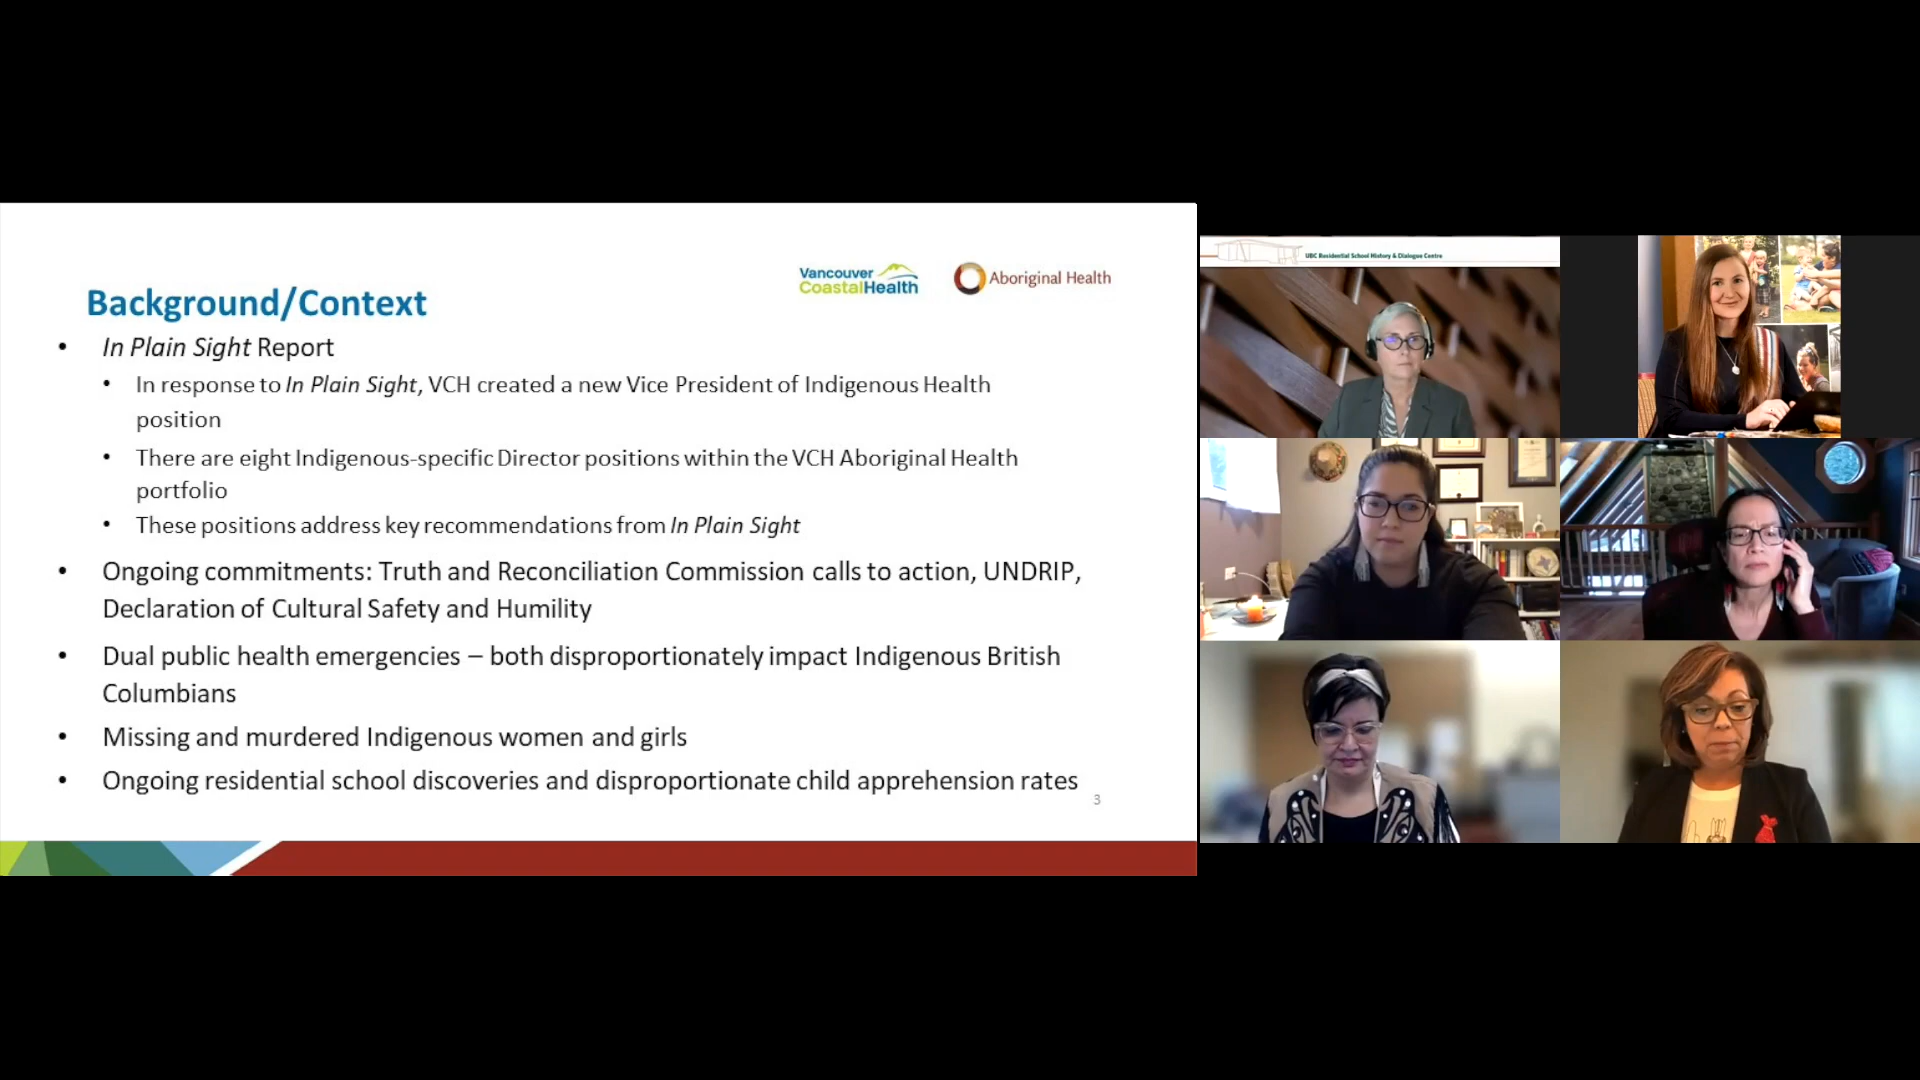 Vancouver
CoastalHealth
Aboriginal Health
Background/Context
• In Plain Sight Report
• In response to In Plain Sight, VCH created a new Vice President of Indigenous Health
position
• There are eight Indigenous-specific Director positions within the VCH Aboriginal Health
portfolio
• These positions address key recommendations from In Plain Sight
• Ongoing commitments: Truth and Reconciliation Commission calls to action, UNDRIP,
Declaration of Cultural Safety and Humility
• Dual public health emergencies – both disproportionately impact Indigenous British
Columbians
• Missing and murdered Indigenous women and girls
• Ongoing residential school discoveries and disproportionate child apprehension rates
3
UBC Residential School History & Dialogue Centre